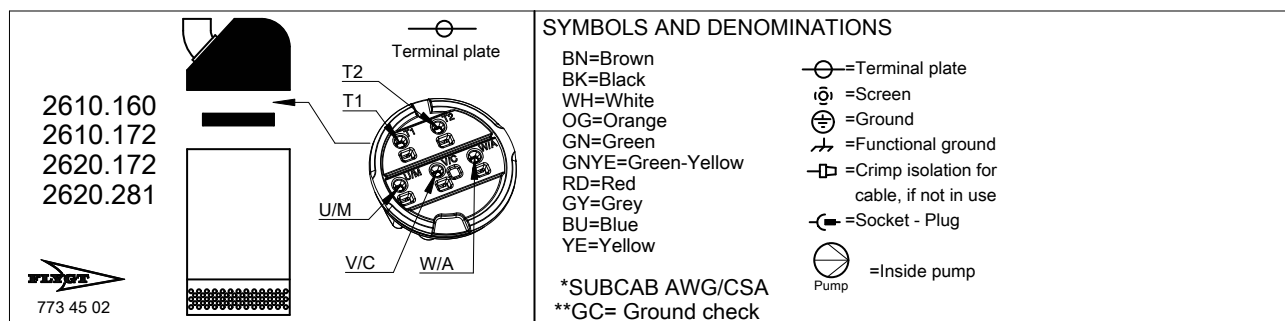 2610.160
2610.172
2620.172
2620.281
FLYGT
773 45 02
Terminal plate
T2
T1
T1
T2
W/A
V/C
U/M
U/M
V/C
W/A
SYMBOLS AND DENOMINATIONS
BN=Brown
BK=Black
WH=White
OG=Orange
GN=Green
GNYE=Green-Yellow
RD=Red
GY=Grey
BU=Blue
YE=Yellow
*SUBCAB AWG/CSA
**GC= Ground check
=Terminal plate
=Screen
=Ground
=Functional ground
=Crimp isolation for
cable, if not in use
=Socket - Plug
=Inside pump
Pump